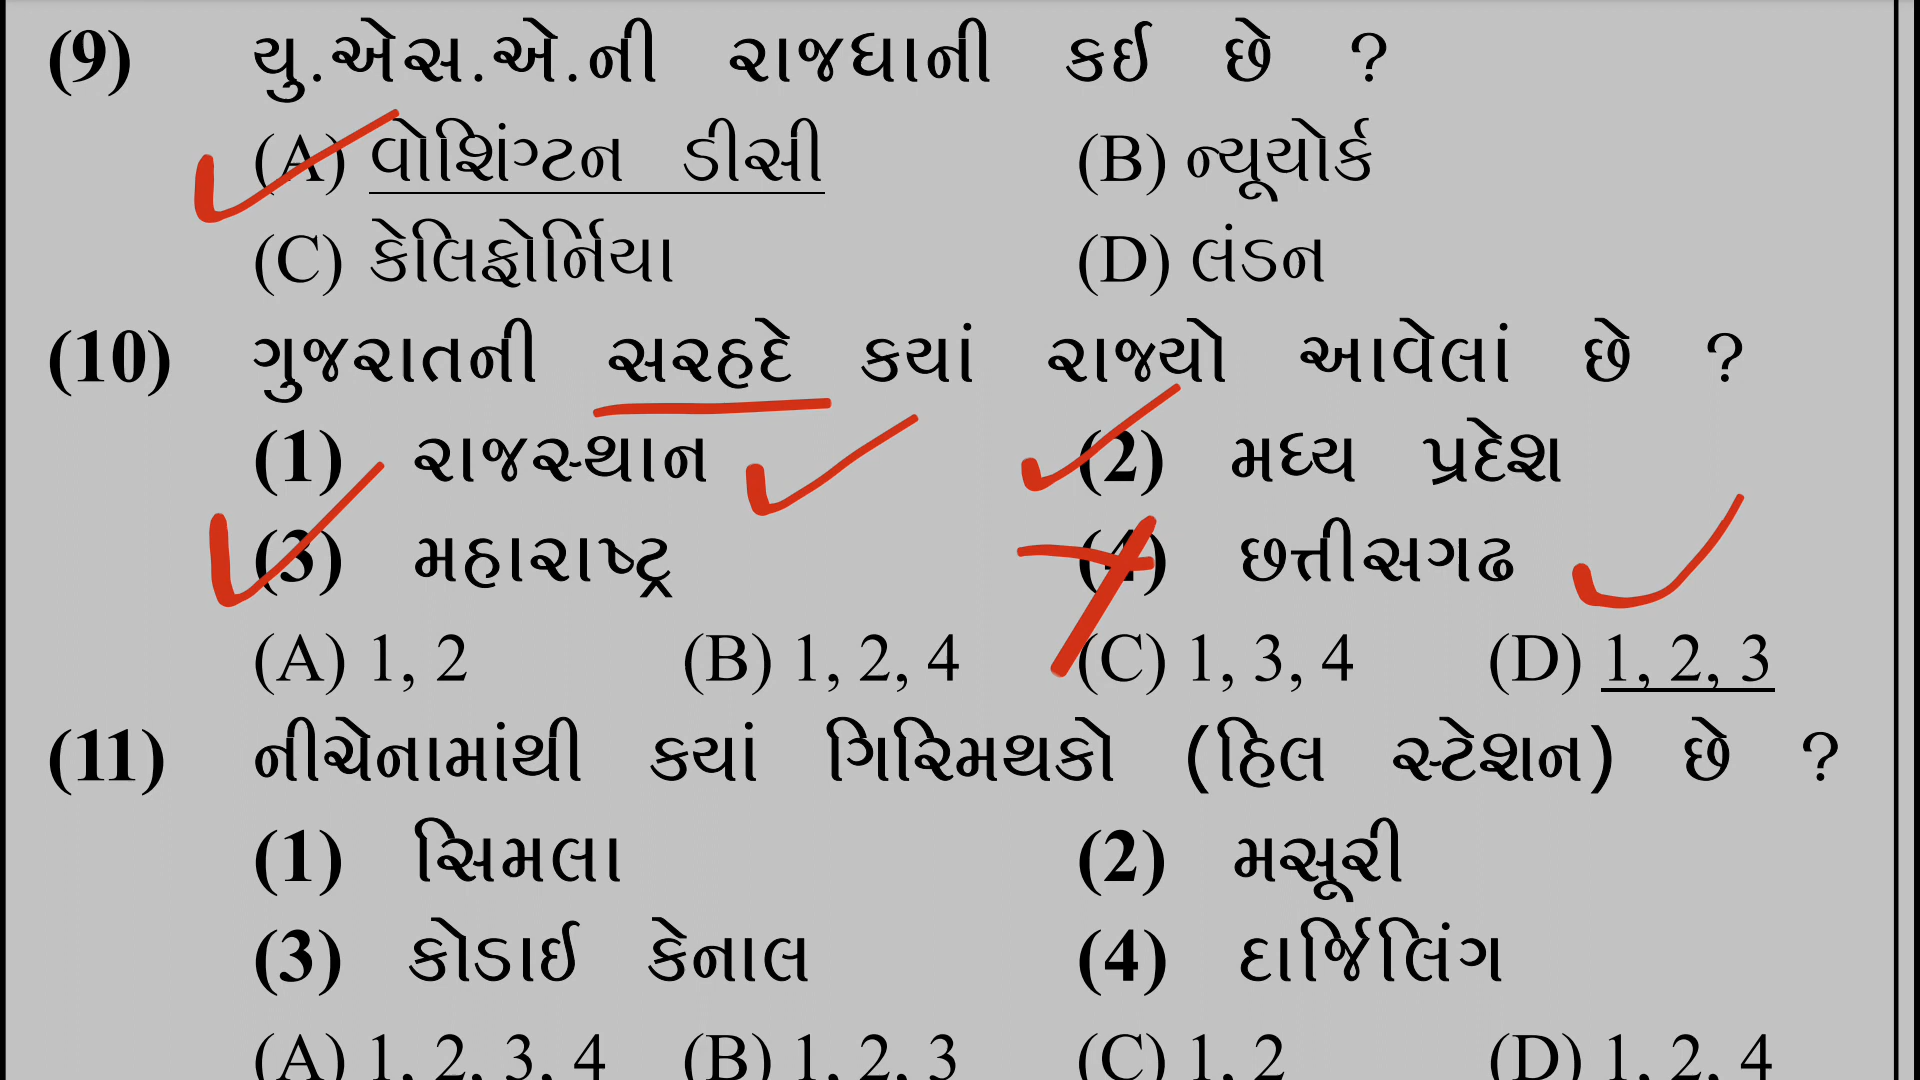 (9) યુ.એસ.એ.ની રાજધાની કઈ છે ?
(A) વોશિંગ્ટન ડીસી (B) ન્યૂયોર્ક
(C) કેલિફોર્નિયા (D) લંડન
(10) ગુજરાતની સરહદે કયાં રાજ્યો આવેલાં છે ?
(1) રાજસ્થાન (2) મધ્ય પ્રદેશ
(3) મહારાષ્ટ્ર (4) છત્તીસગઢ
(A) 1, 2 (B) 1, 2, 4 (C) 1, 3, 4 (D) 1, 2, 3
(11) નીચેનામાંથી કયાં ગિરિમથકો (હિલ સ્ટેશન) છે ?
(1) સિમલા (2) મસૂરી
(3) કોડાઈ કેનાલ (4) દાર્જિલિંગ
(A) 1, 2, 3, 4 (B) 1, 2, 3 (C) 1, 2 (D) 1, 2, 4